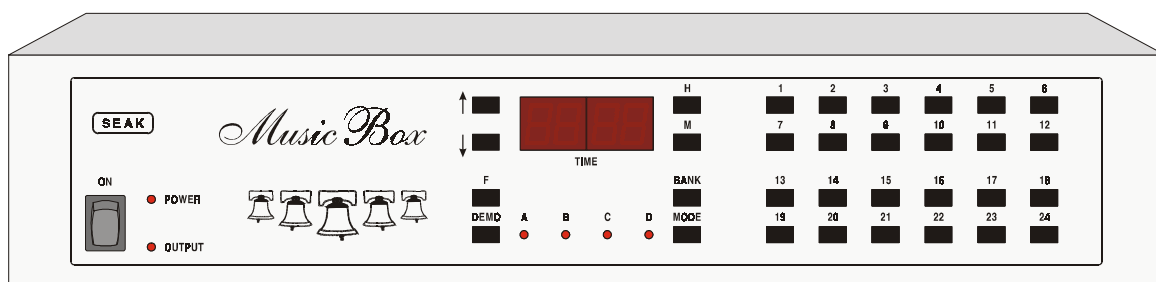 SEAK
Music Box
ON
POWER
OUTPUT
↑
↓
F
DEMO
TIME
A B C D
H
M
BANK
MODE
1 2 3 4 5 6
7 8 9 10 11 12
13 14 15 16 17 18
19 20 21 22 23 24